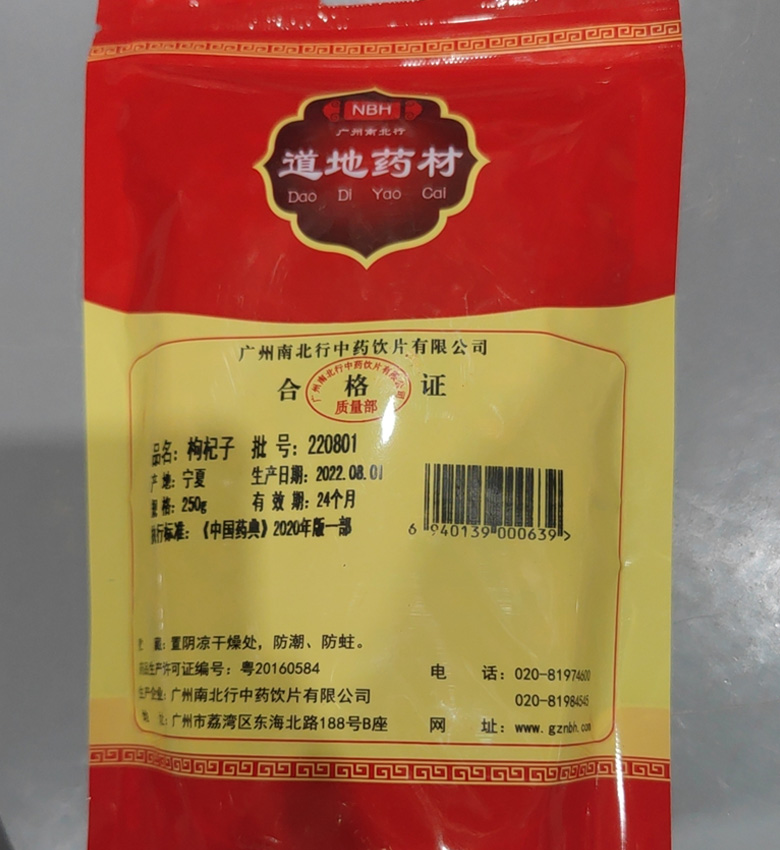 NBH
广州南北行
道地药材
Dao Di Yao Cai
广州南北行中药饮片有限公司
合格证
广州南北行中药饮片有限公司
质量部
品名：枸杞子 批号：220801
产地：宁夏 生产日期：2022.08.01
规格：250g 有效期：24个月
执行标准：《中国药典》2020年版一部
6 940139 000639 >
藏：置阴凉干燥处，防潮、防蛀。
药品生产许可证编号：粤20160584 电话：020-81974600
生产企业：广州南北行中药饮片有限公司 020-81984545
地址：广州市荔湾区东海北路188号B座 网址：www.gznbh.com